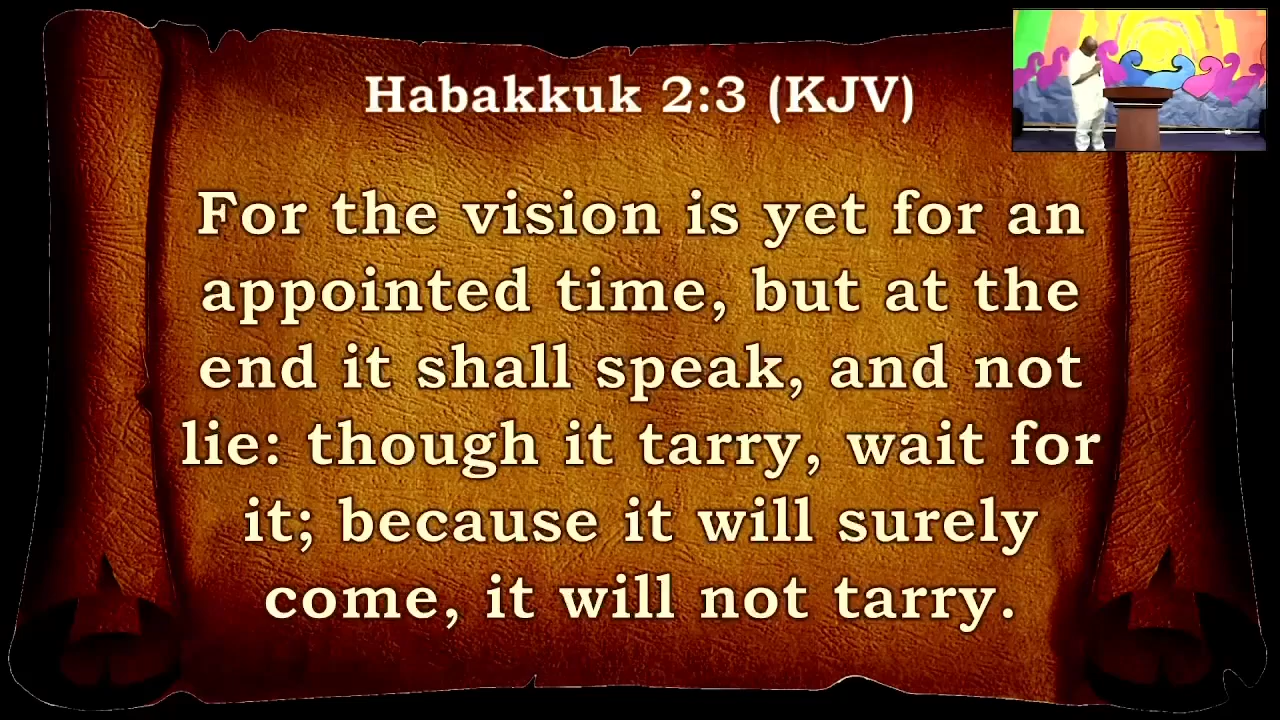 Habakkuk 2:3 (KJV)
For the vision is yet for an
appointed time, but at the
end it shall speak, and not
lie: though it tarry, wait for
it; because it will surely
come, it will not tarry.